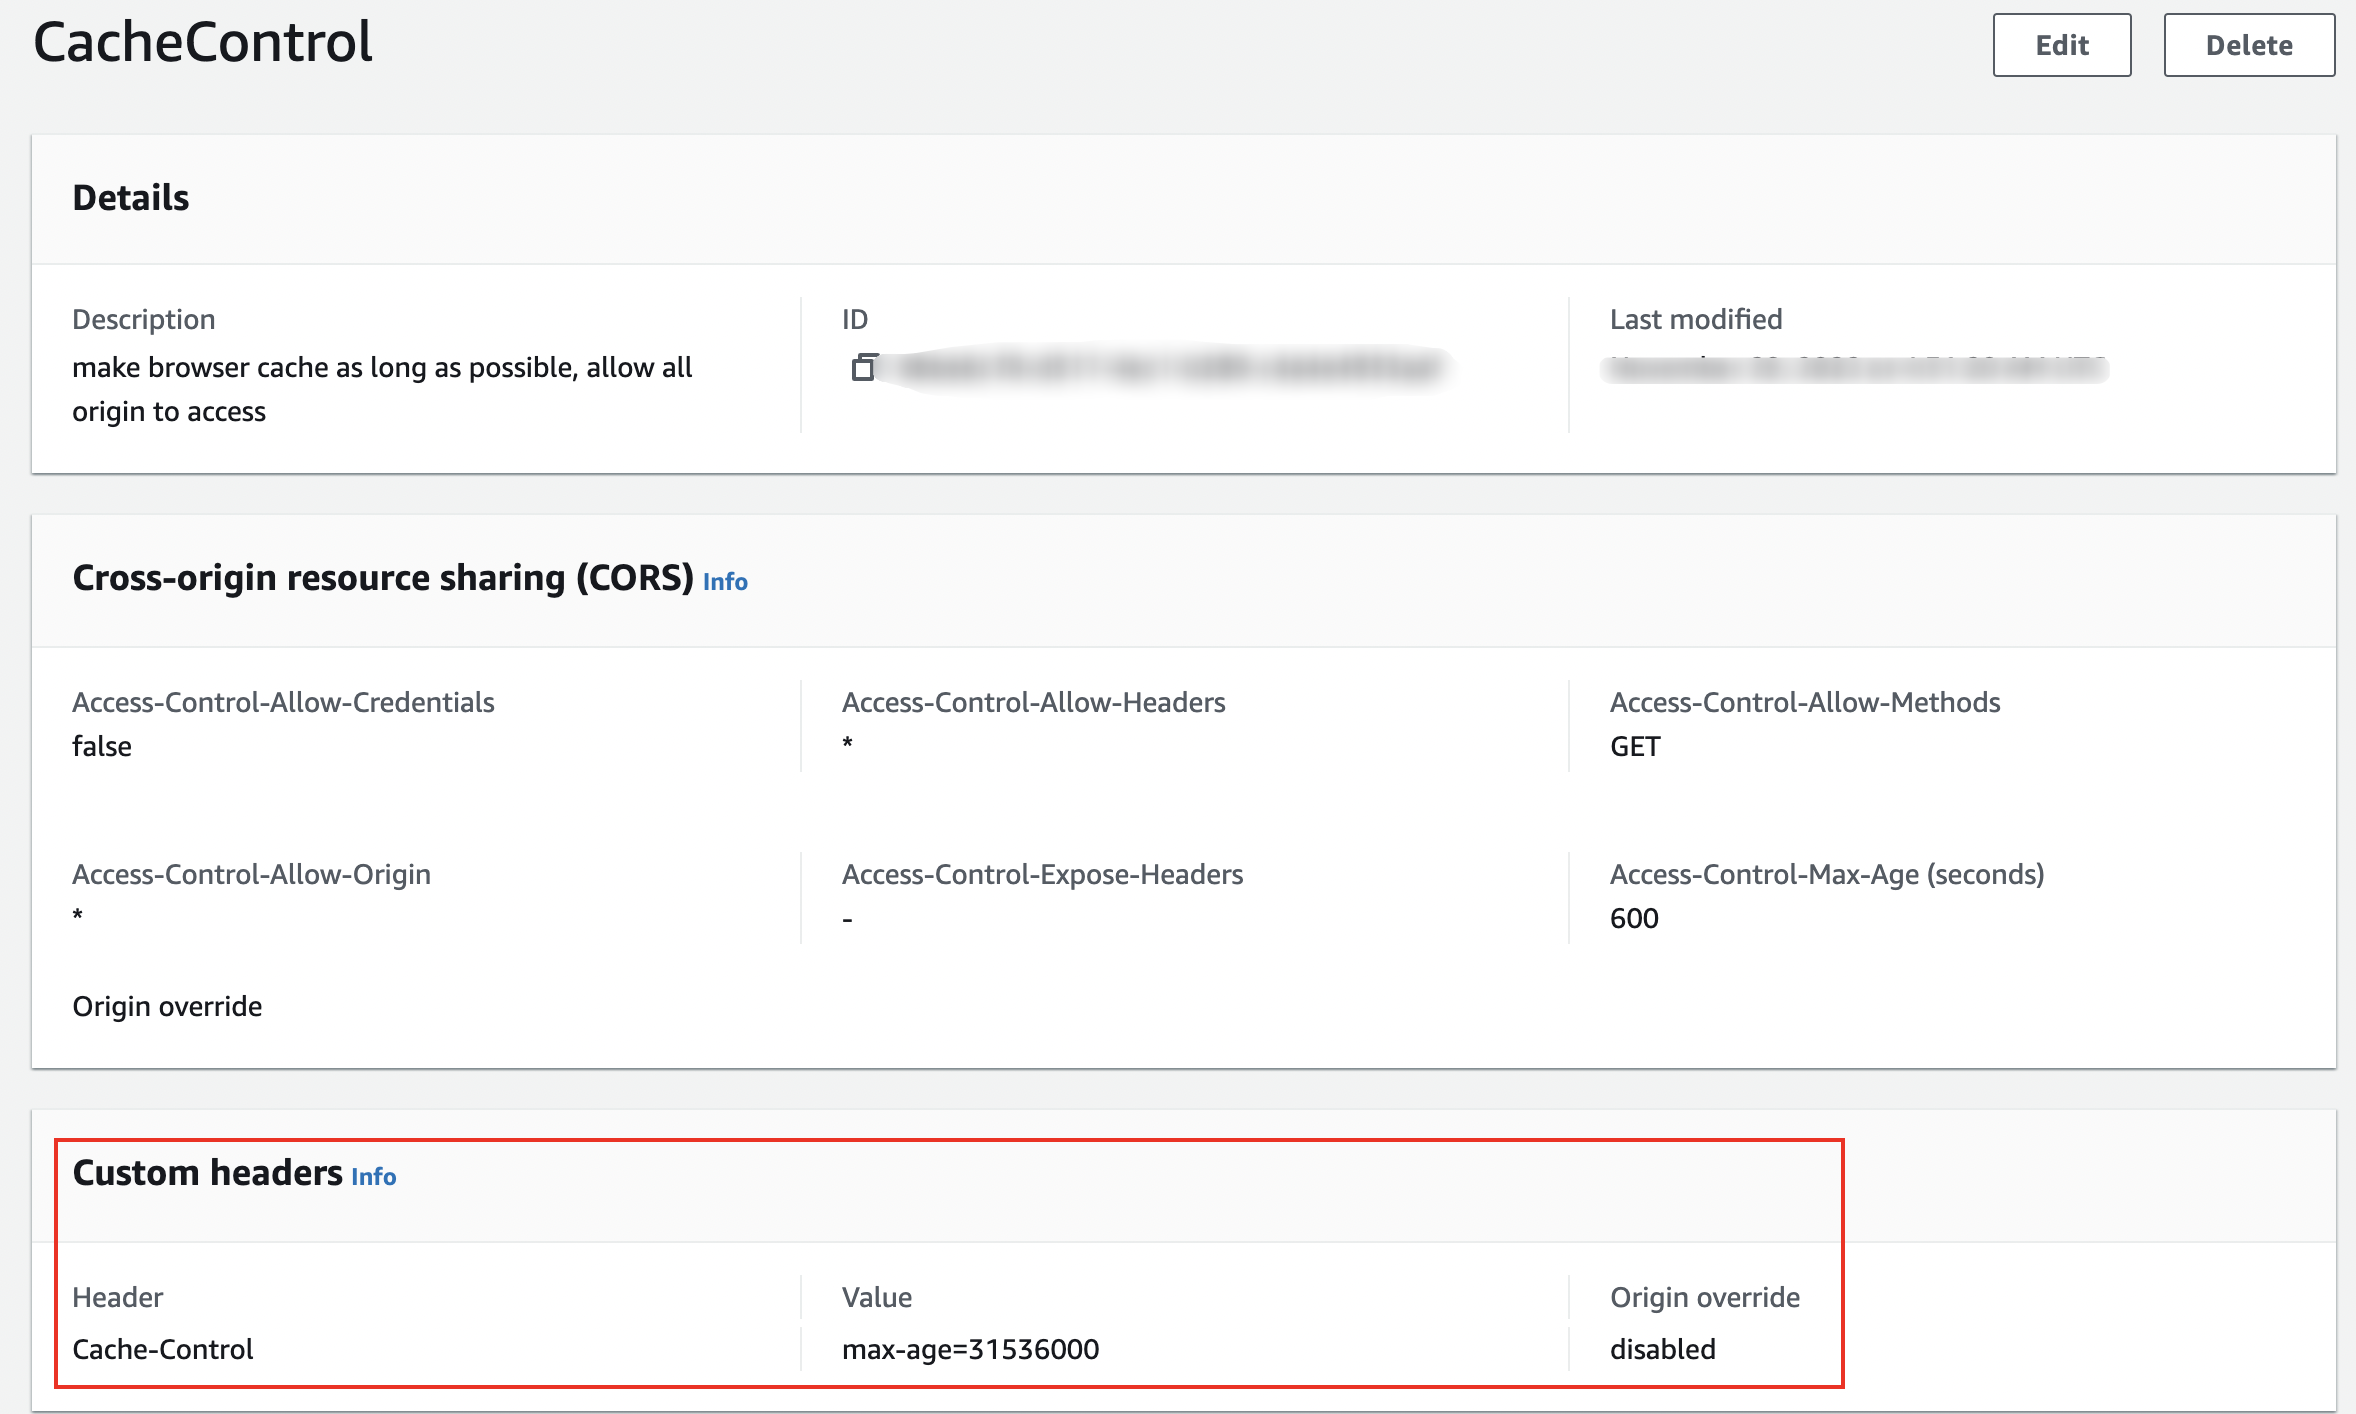 CacheControl
Edit
Delete
Details
Description
ID
Last modified
make browser cache as long as possible, allow all
origin to access
Cross-origin resource sharing (CORS) Info
Access-Control-Allow-Credentials
Access-Control-Allow-Headers
Access-Control-Allow-Methods
false
*
GET
Access-Control-Allow-Origin
Access-Control-Expose-Headers
Access-Control-Max-Age (seconds)
*
-
600
Origin override
Custom headers Info
Header
Value
Origin override
Cache-Control
max-age=31536000
disabled